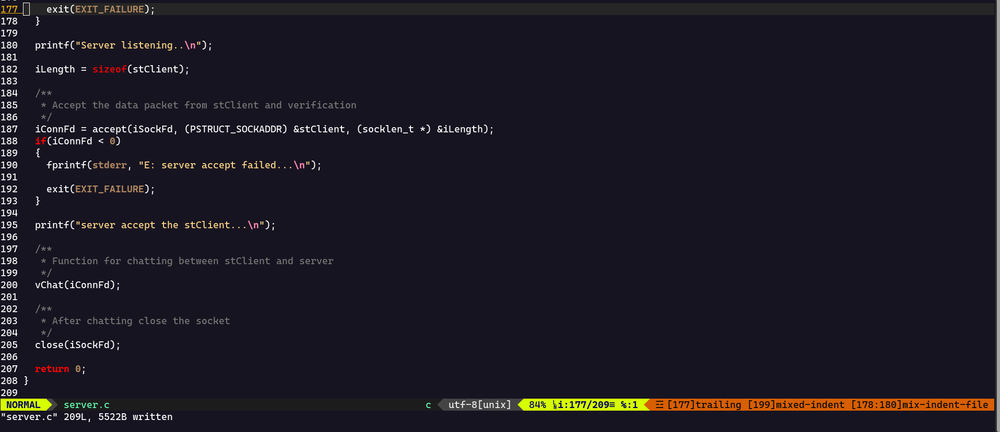 177     exit(EXIT_FAILURE);
178   }
179
180   printf("Server listening..\n");
181
182   iLength = sizeof(stClient);
183
184   /**
185    * Accept the data packet from stClient and verification
186    */
187   iConnFd = accept(iSockFd, (PSTRUCT_SOCKADDR) &stClient, (socklen_t *) &iLength);
188   if(iConnFd < 0)
189   {
190     fprintf(stderr, "E: server accept failed...\n");
191
192     exit(EXIT_FAILURE);
193   }
194
195   printf("server accept the stClient...\n");
196
197   /**
198    * Function for chatting between stClient and server
199    */
200   vChat(iConnFd);
201
202   /**
203    * After chatting close the socket
204    */
205   close(iSockFd);
206
207   return 0;
208 }
209
NORMAL server.c c utf-8[unix] 84% ㏑:177/209≡ ℅:1 ☲ [177]trailing [199]mixed-indent [178:180]mix-indent-file
"server.c" 209L, 5522B written